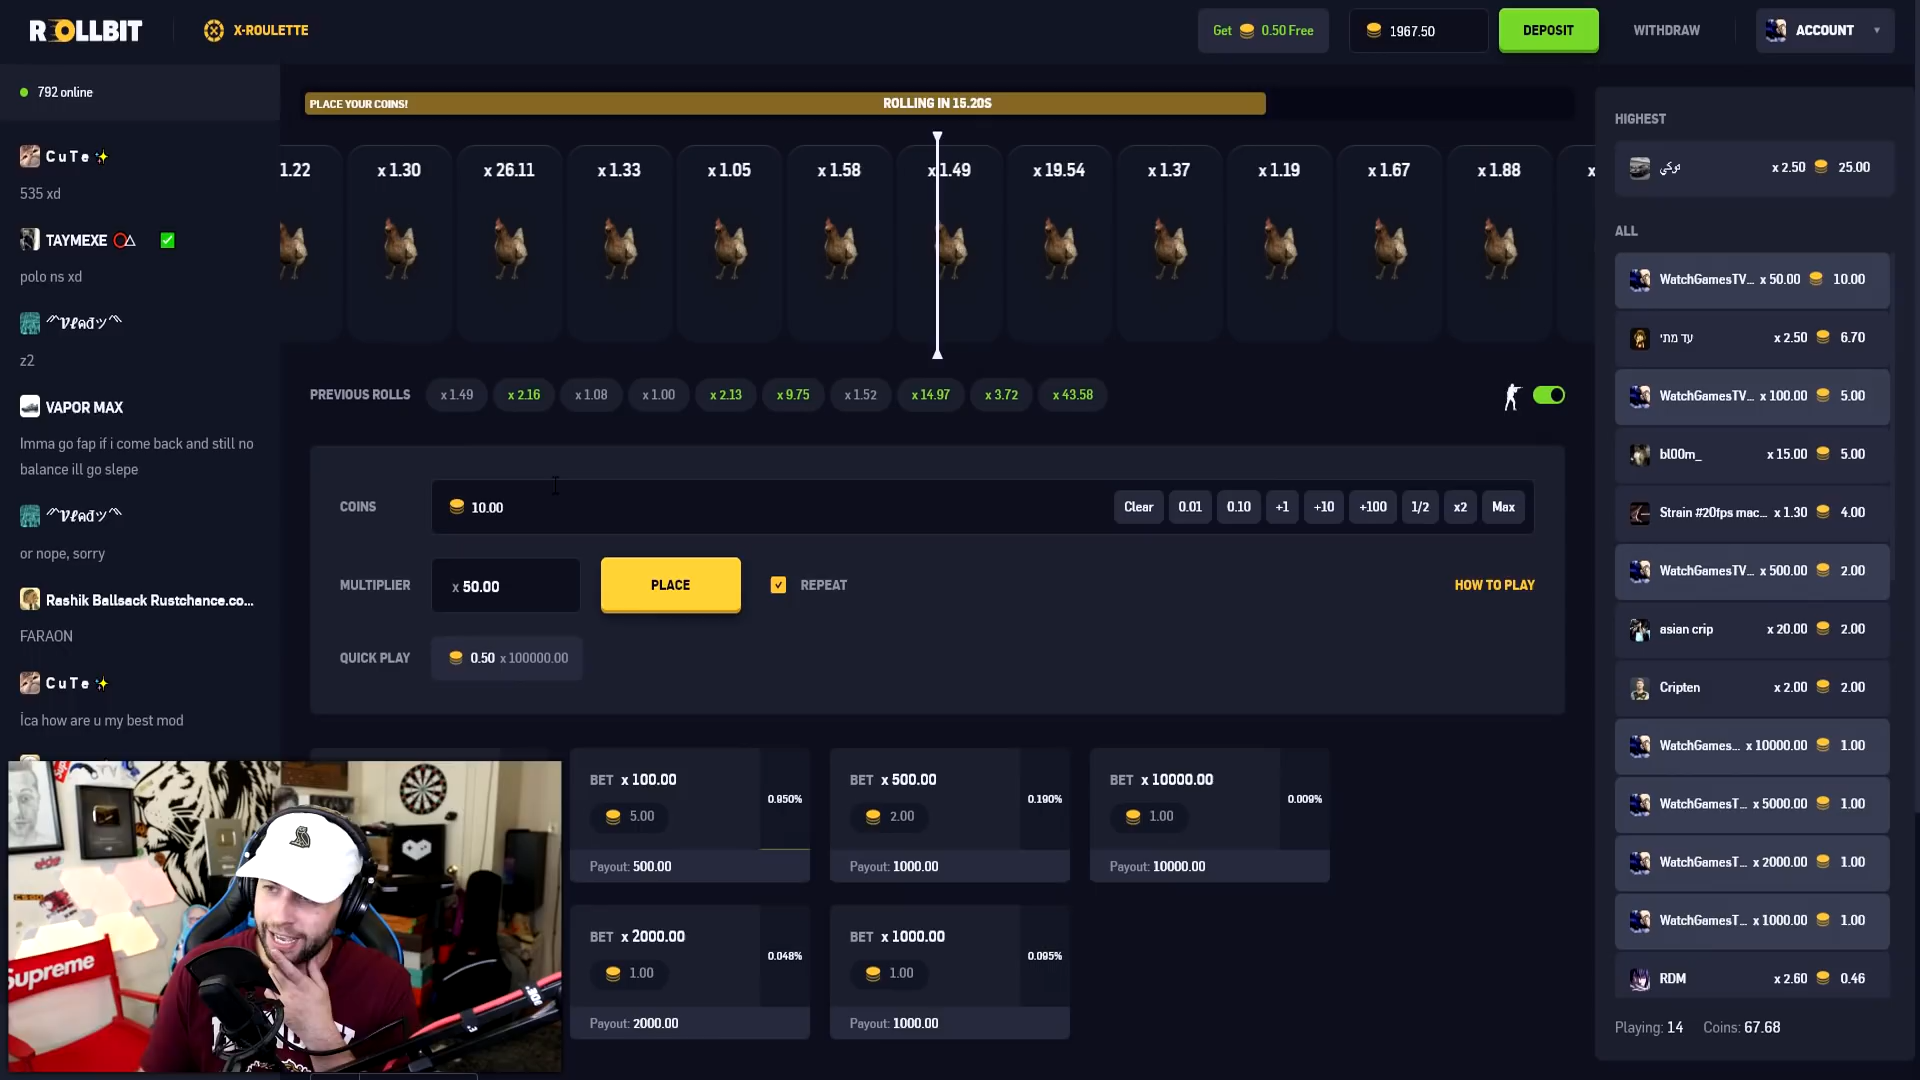 ROLLBIT
X-ROULETTE
Get 0.50 Free
1967.50
DEPOSIT
WITHDRAW
ACCOUNT
792 online
CuTe
535 xd
TAYMEXE
polo ns xd
z2
VAPOR MAX
Imma go fap if i come back and still no
balance ill go slepe
or nope, sorry
Rashik Ballsack Rustchance.co...
FARAON
CuTe
İca how are u my best mod
PLACE YOUR COINS!
ROLLING IN 15.20S
1.22
x 1.30
x 26.11
x 1.33
x 1.05
x 1.58
x 1.49
x 19.54
x 1.37
x 1.19
x 1.67
x 1.88
x
PREVIOUS ROLLS
x 1.49
x 2.16
x 1.08
x 1.00
x 2.13
x 9.75
x 1.52
x 14.97
x 3.72
x 43.58
COINS
10.00
Clear
0.01
0.10
+1
+10
+100
1/2
x2
Max
MULTIPLIER
x 50.00
PLACE
REPEAT
HOW TO PLAY
QUICK PLAY
0.50 x 100000.00
BET x 100.00
5.00
0.950%
Payout: 500.00
BET x 500.00
2.00
0.190%
Payout: 1000.00
BET x 10000.00
1.00
0.009%
Payout: 10000.00
BET x 2000.00
1.00
0.048%
Payout: 2000.00
BET x 1000.00
1.00
0.095%
Payout: 1000.00
Supreme
HIGHEST
x 2.50 25.00
ALL
WatchGamesTV... x 50.00 10.00
עד מתי x 2.50 6.70
WatchGamesTV... x 100.00 5.00
bl00m_ x 15.00 5.00
Strain #20fps mac... x 1.30 4.00
WatchGamesTV... x 500.00 2.00
asian crip x 20.00 2.00
Cripten x 2.00 2.00
WatchGames... x 10000.00 1.00
WatchGamesT... x 5000.00 1.00
WatchGamesT... x 2000.00 1.00
WatchGamesT... x 1000.00 1.00
RDM x 2.60 0.46
Playing: 14 Coins: 67.68